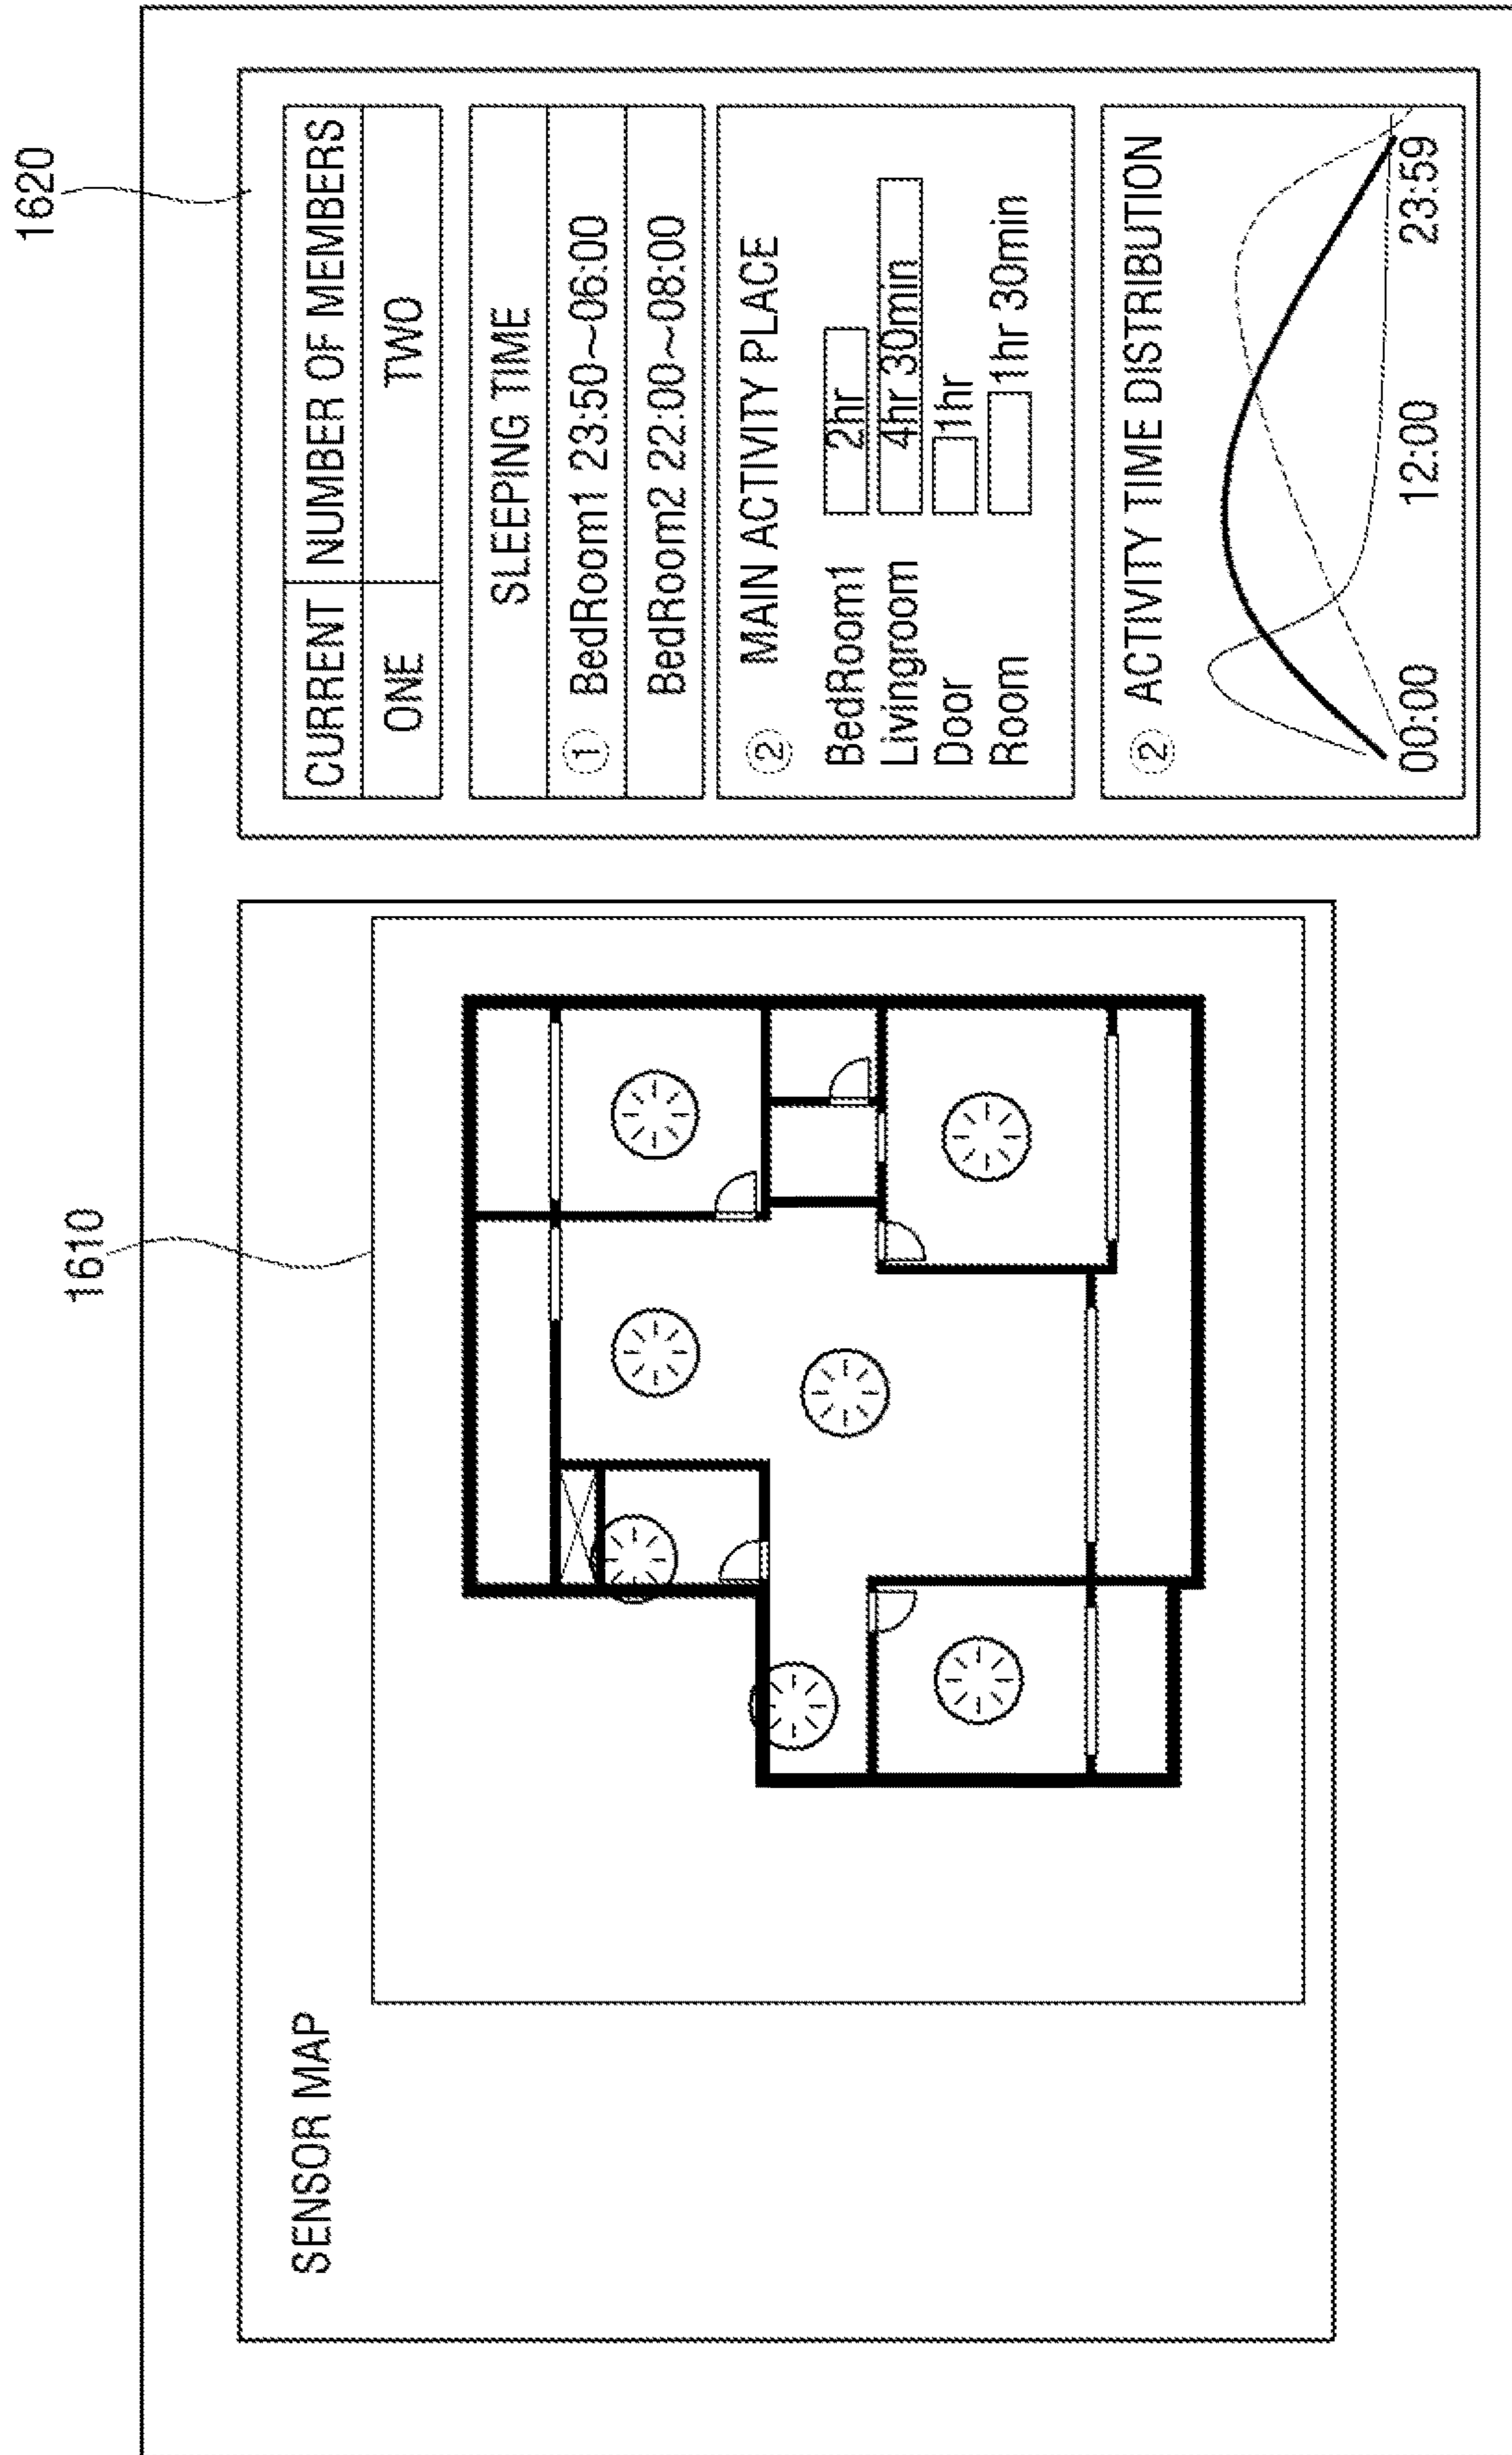 1610
1620
SENSOR MAP
CURRENT NUMBER OF MEMBERS
ONE TWO
SLEEPING TIME
① BedRoom1 23:50~06:00
BedRoom2 22:00~08:00
② MAIN ACTIVITY PLACE
BedRoom1 2hr
Livingroom 4hr 30min
Door 1hr
Room 1hr 30min
② ACTIVITY TIME DISTRIBUTION
00:00 12:00 23:59